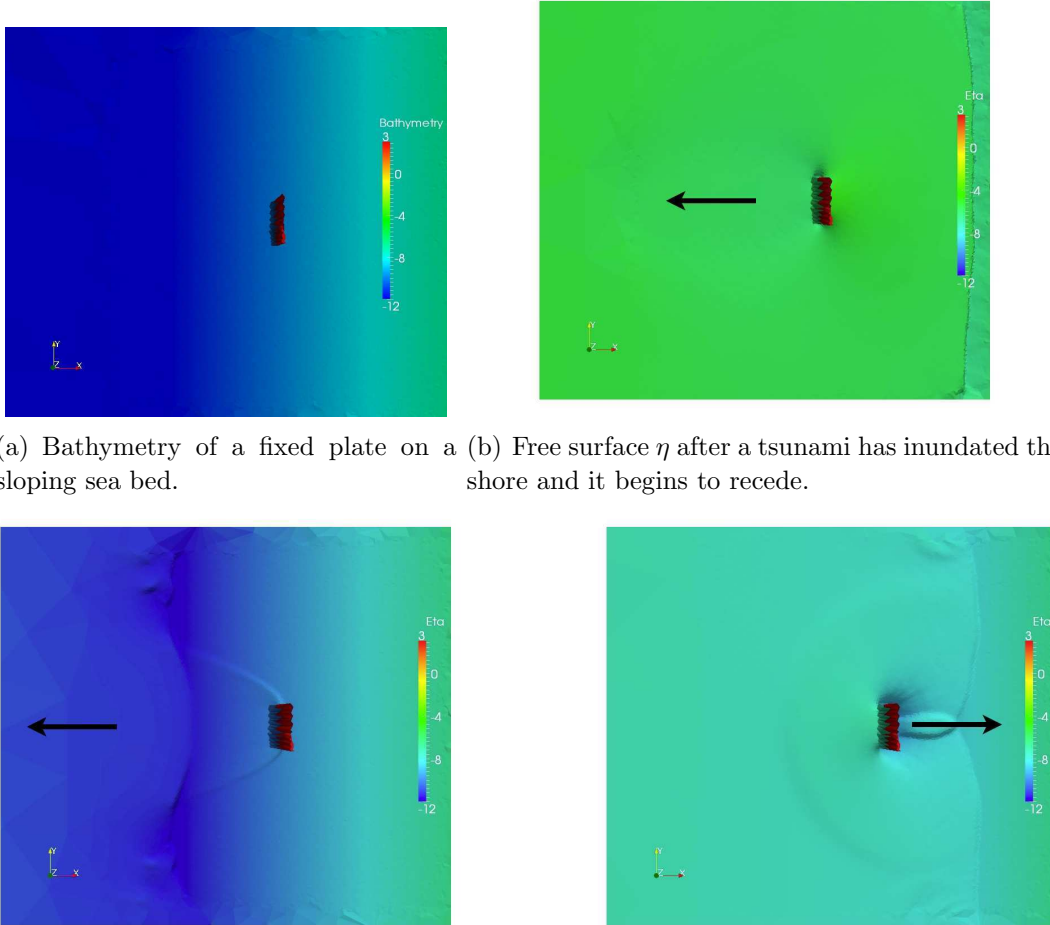 Bathymetry
3
0
-4
-8
-12
Y
Z X
Eta
3
0
-4
-8
-12
Y
Z X
(a) Bathymetry of a fixed plate on a
sloping sea bed.
(b) Free surface η after a tsunami has inundated th
shore and it begins to recede.
Eta
3
0
-4
-8
-12
Y
Z X
Eta
3
0
-4
-8
-12
Y
Z X